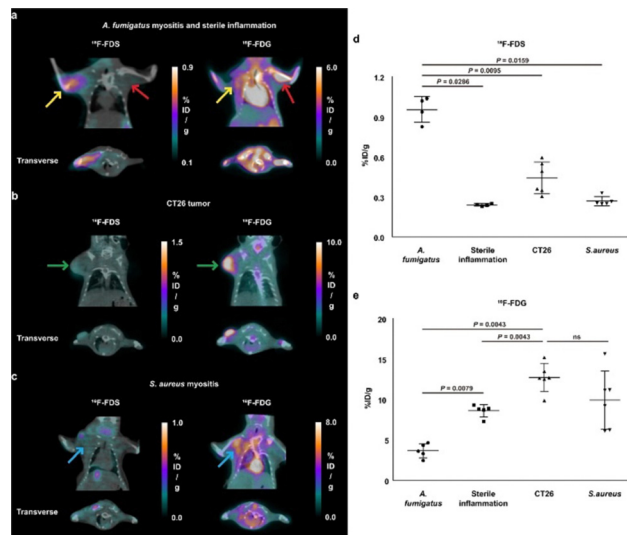 a
A. fumigatus myositis and sterile inflammation
¹⁸F-FDS
¹⁸F-FDG
0.9
%
ID
/
g
0.1
6.0
%
ID
/
g
0.0
Transverse
b
CT26 tumor
¹⁸F-FDS
¹⁸F-FDG
1.5
%
ID
/
g
0.0
10.0
%
ID
/
g
0.0
Transverse
c
S. aureus myositis
¹⁸F-FDS
¹⁸F-FDG
1.0
%
ID
/
g
0.0
8.0
%
ID
/
g
0.0
Transverse
d
¹⁸F-FDS
P = 0.0159
P = 0.0095
P = 0.0286
%ID/g
1.2
0.9
0.6
0.3
0.0
A. fumigatus
Sterile inflammation
CT26
S.aureus
e
¹⁸F-FDG
P = 0.0043
P = 0.0043
ns
P = 0.0079
%ID/g
20
15
10
5
0
A. fumigatus
Sterile inflammation
CT26
S.aureus